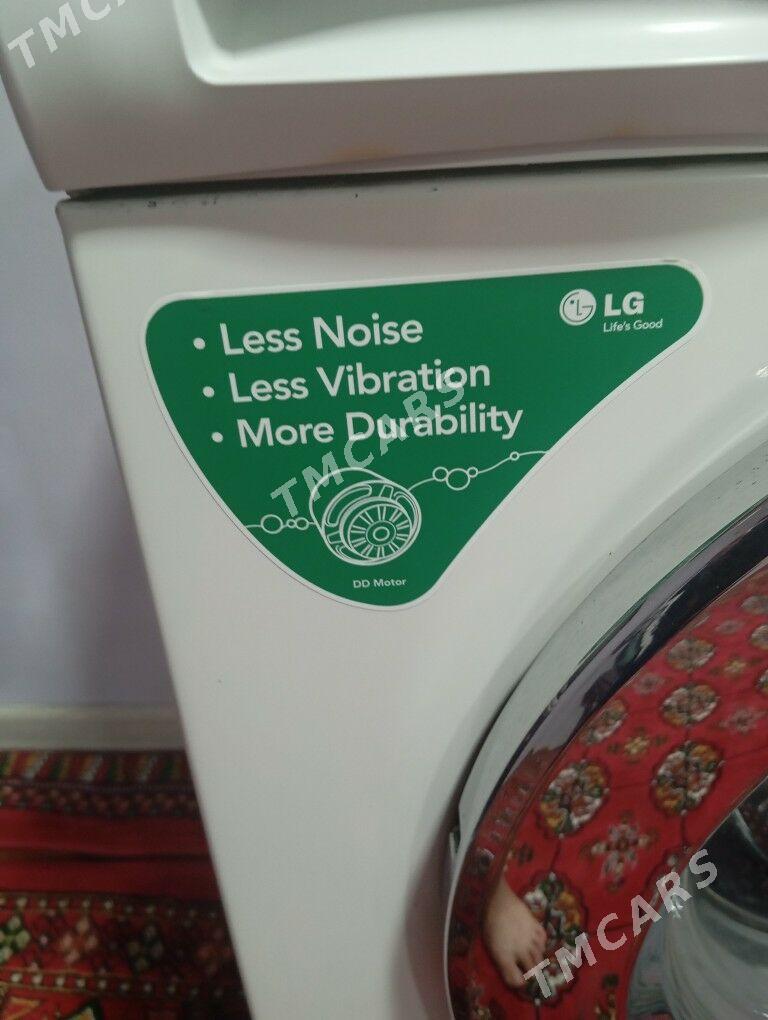 TMCARS
LG
Life's Good
• Less Noise
• Less Vibration
• More Durability
TMCARS
DD Motor
TMCARS